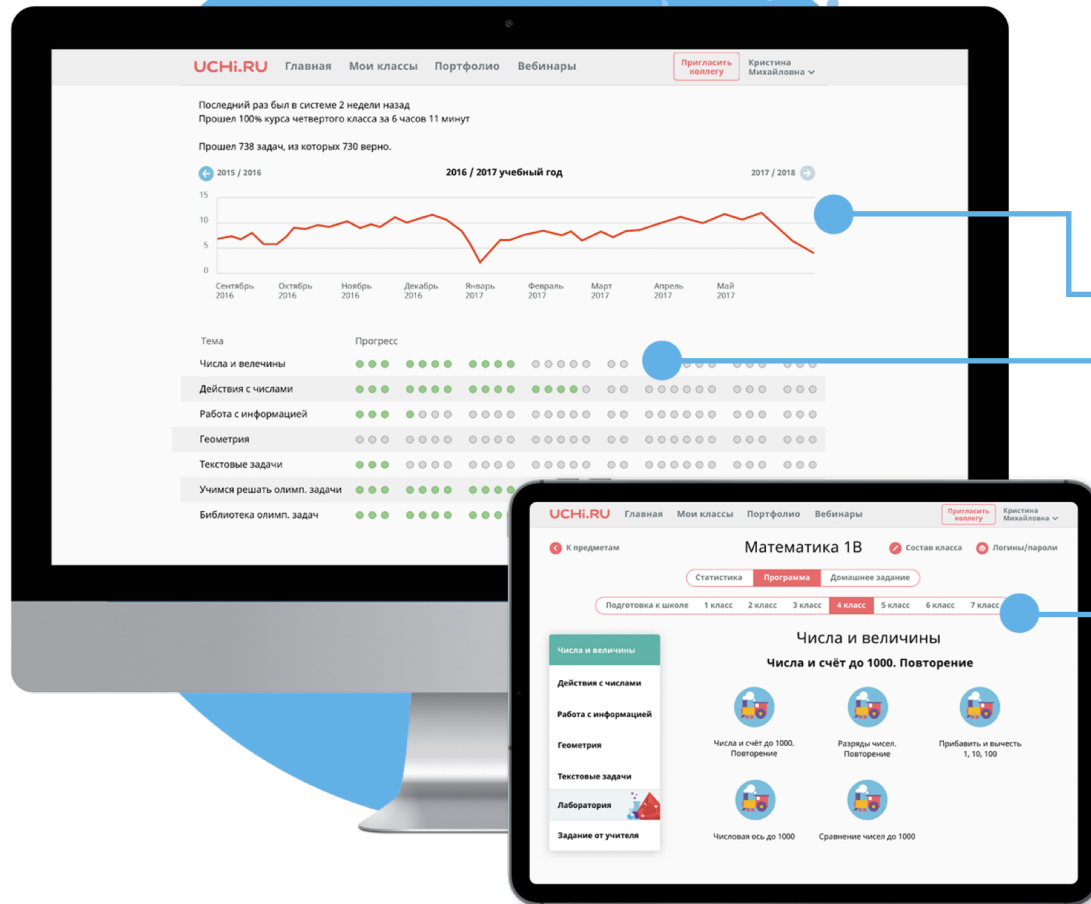 UCHi.RU Главная Мои классы Портфолио Вебинары
Пригласить
коллегу
Кристина
Михайловна
Последний раз был в системе 2 недели назад
Прошел 100% курса четвертого класса за 6 часов 11 минут
Прошел 738 задач, из которых 730 верно.
2015 / 2016
2016 / 2017 учебный год
2017 / 2018
15
10
5
0
Сентябрь
2016
Октябрь
2016
Ноябрь
2016
Декабрь
2016
Январь
2017
Февраль
2017
Март
2017
Апрель
2017
Май
2017
Тема Прогресс
Числа и велечины
Действия с числами
Работа с информацией
Геометрия
Текстовые задачи
Учимся решать олимп. задачи
Библиотека олимп. задач
UCHi.RU Главная Мои классы Портфолио Вебинары
Пригласить
коллегу
Кристина
Михайловна
К предметам
Математика 1В
Состав класса
Логины/пароли
Статистика Программа Домашнее задание
Подготовка к школе 1 класс 2 класс 3 класс 4 класс 5 класс 6 класс 7 класс
Числа и величины
Действия с числами
Работа с информацией
Геометрия
Текстовые задачи
Лаборатория
Задание от учителя
Числа и величины
Числа и счёт до 1000. Повторение
Числа и счёт до 1000.
Повторение
Разряды чисел.
Повторение
Прибавить и вычесть
1, 10, 100
Числовая ось до 1000
Сравнение чисел до 1000